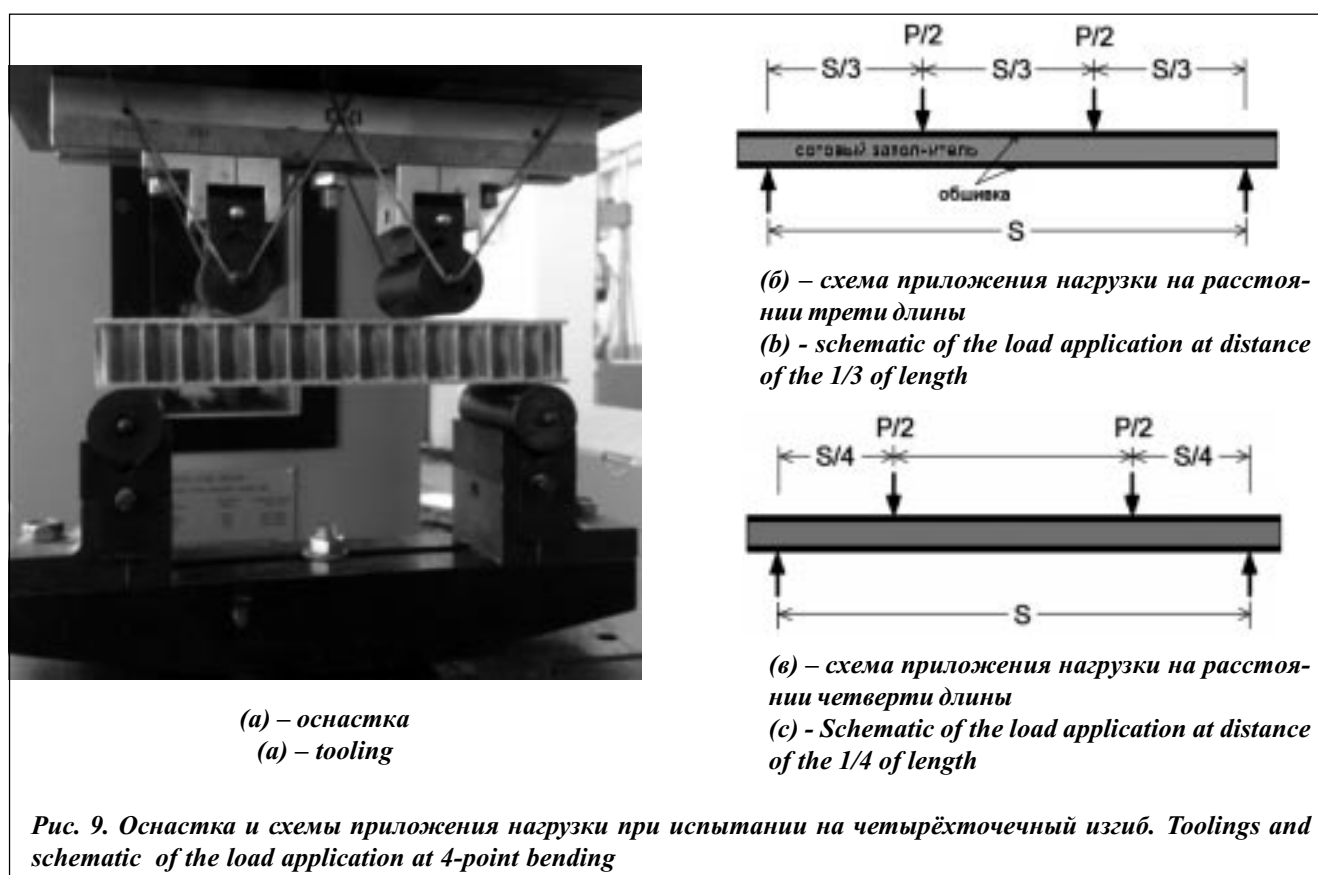 P/2 P/2
S/3 S/3 S/3
сотовый
обшивка
S
(б) – схема приложения нагрузки на расстоя-
нии трети длины
(b) - schematic of the load application at distance
of the 1/3 of length
P/2 P/2
S/4 S/4
S
(в) – схема приложения нагрузки на расстоя-
нии четверти длины
(c) - Schematic of the load application at distance
of the 1/4 of length
(а) – оснастка
(a) – tooling
Рис. 9. Оснастка и схемы приложения нагрузки при испытании на четырёхточечный изгиб. Toolings and
schematic of the load application at 4-point bending